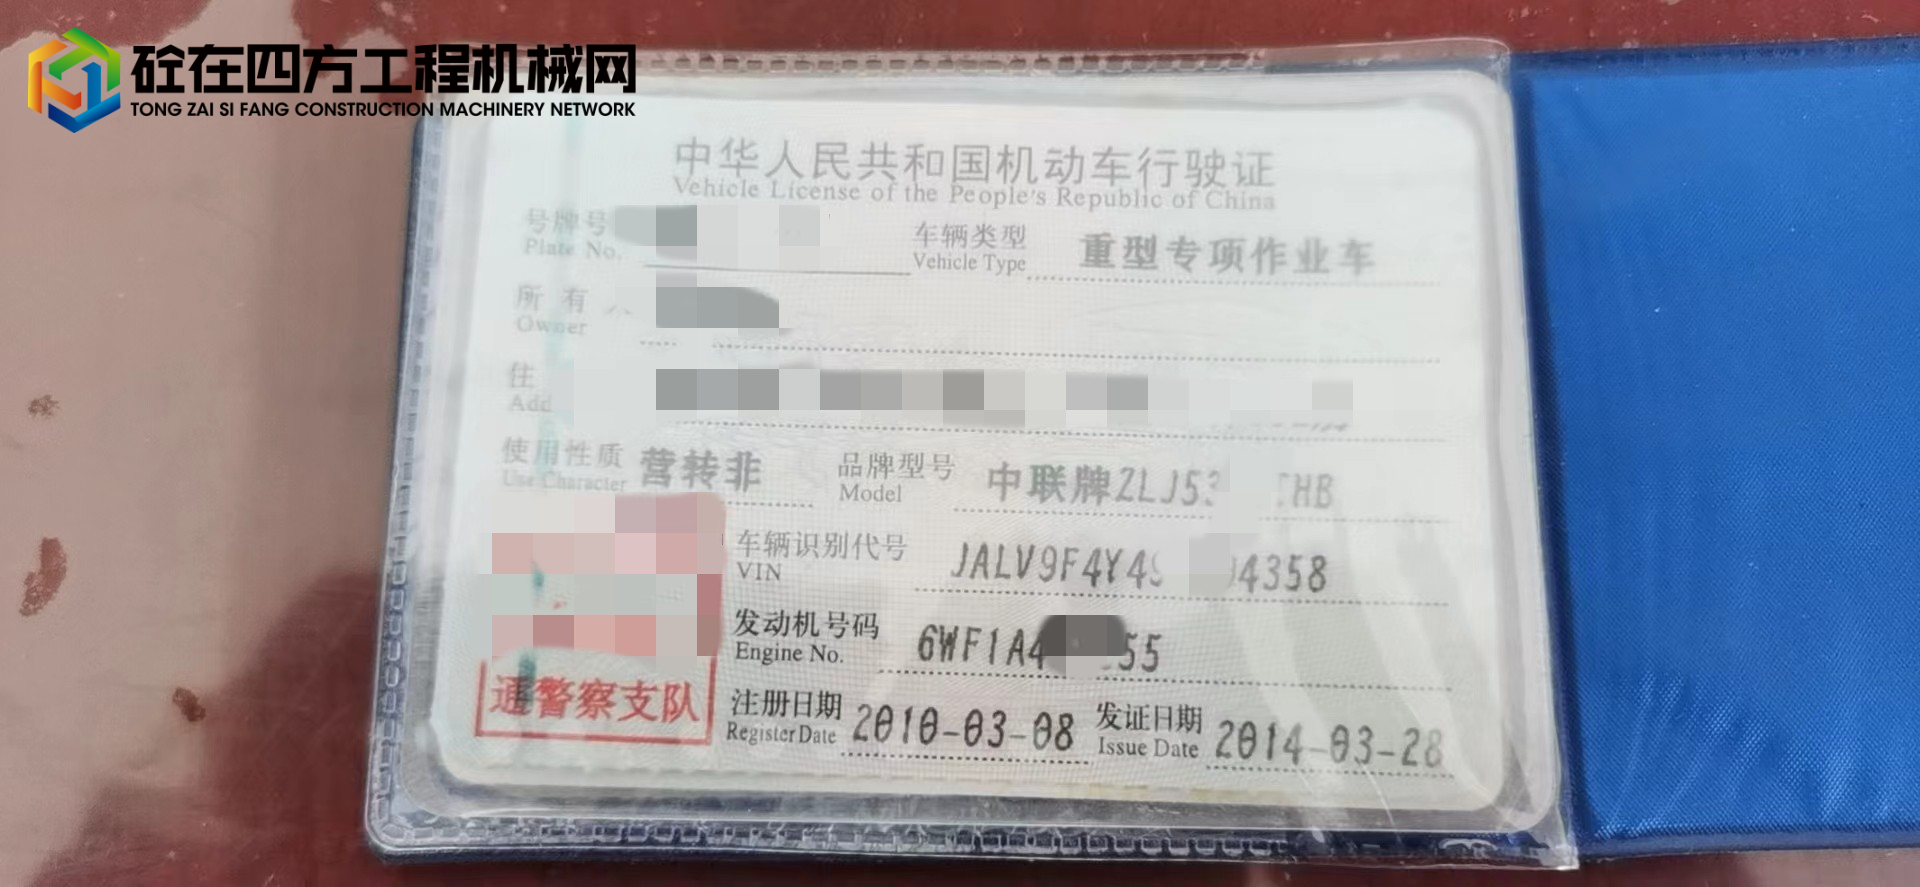 砼在四方工程机械网
TONG ZAI SI FANG CONSTRUCTION MACHINERY NETWORK
中华人民共和国机动车行驶证
Vehicle License of the People's Republic of China
号牌号 车辆类型 重型专项作业车
Plate No. Vehicle Type
所有
Owner
住
Add
使用性质 营转非 品牌型号 中联牌ZLJ53 HB
Use Character Model
车辆识别代号 JALV9F4Y4 4358
VIN
发动机号码 6WF1A4 55
Engine No.
通警察支队
注册日期 2010-03-08 发证日期 2014-03-28
Register Date Issue Date